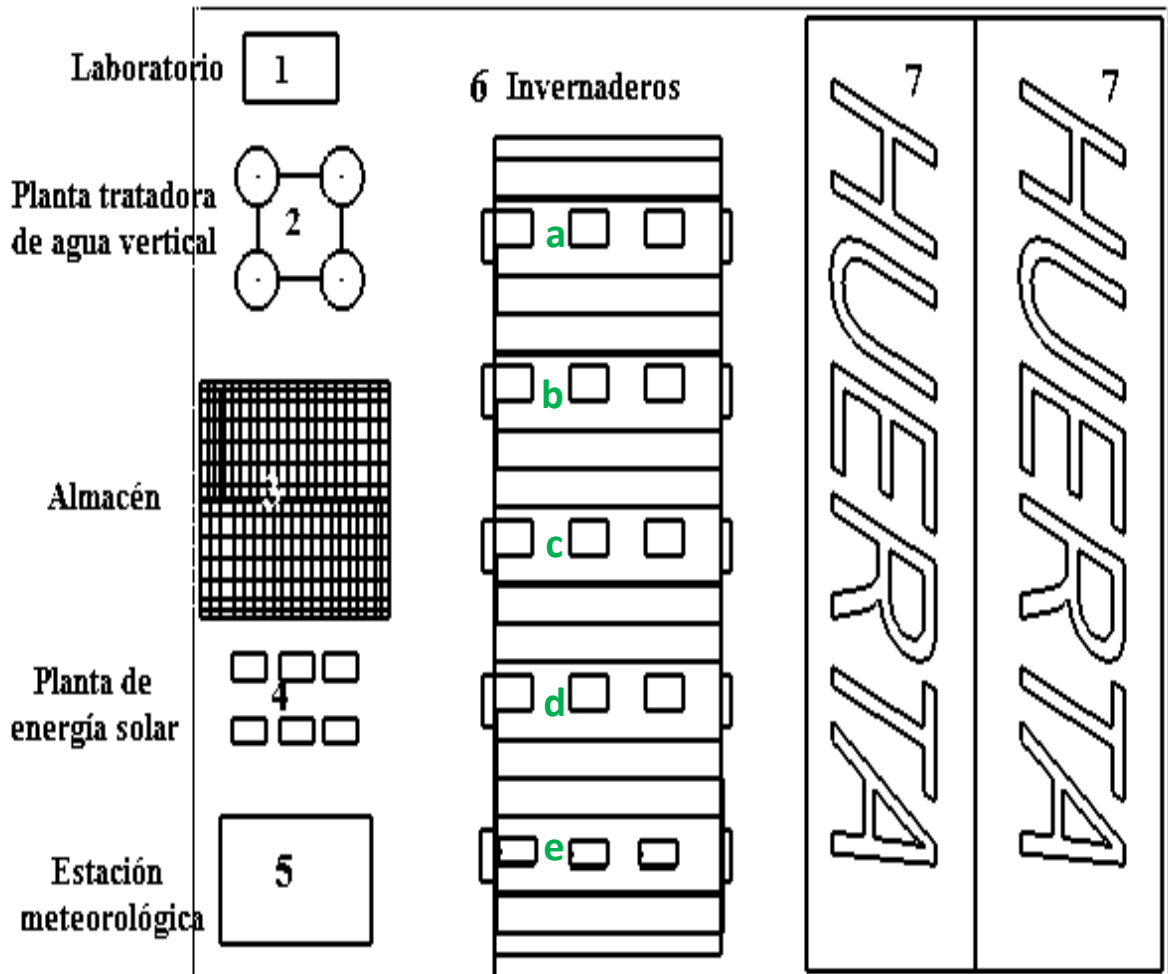 Laboratorio
1
Planta tratadora
de agua vertical
2
Almacén
3
Planta de
energía solar
4
Estación
meteorológica
5
6 Invernaderos
a
b
c
d
e
7
HUERTA
7
HUERTA